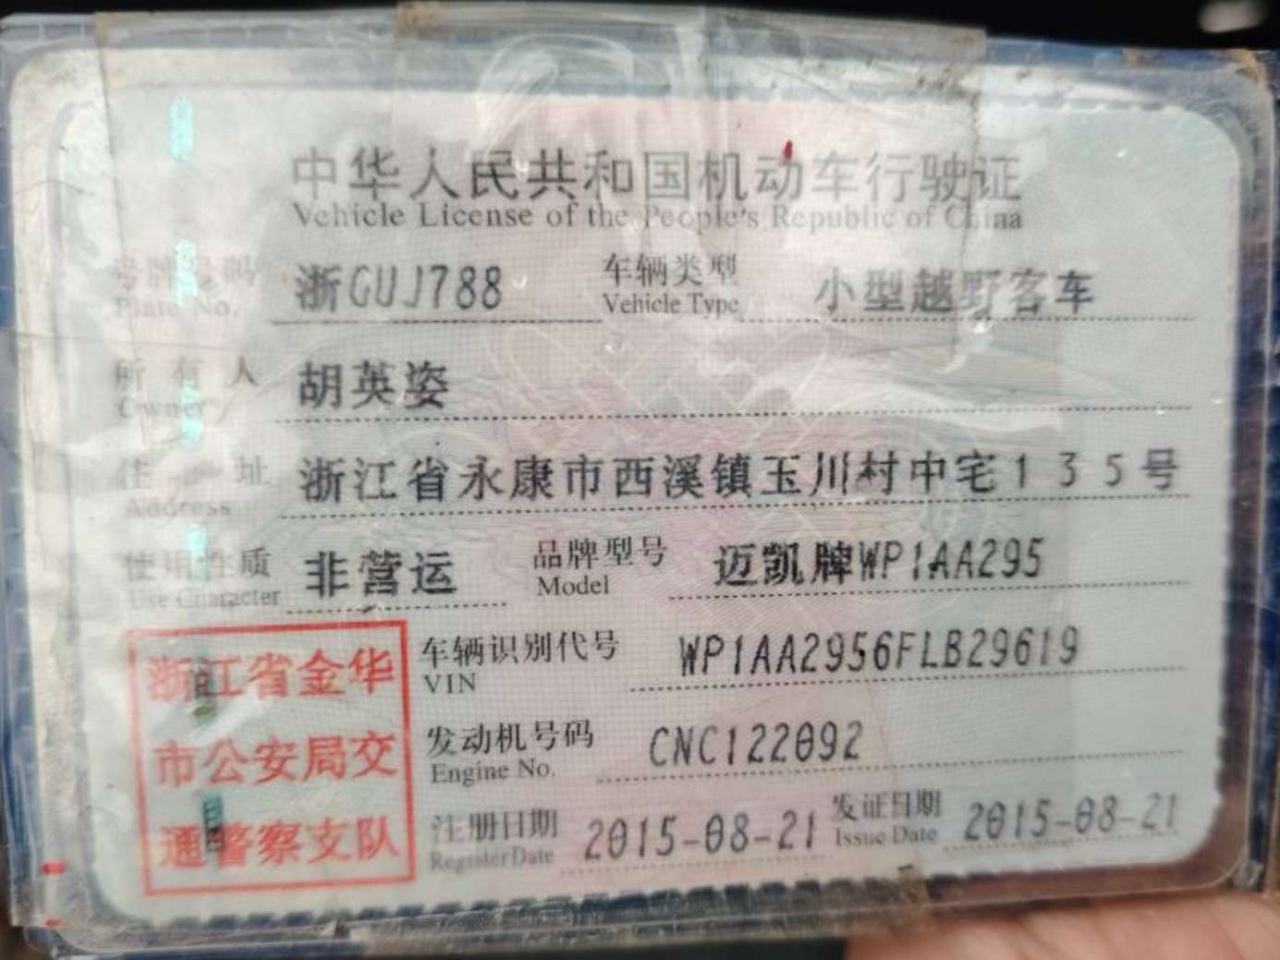 中华人民共和国机动车行驶证
Vehicle License of the People's Republic of China
号牌号码 浙GUJ788 车辆类型 小型越野客车
Plate No. Vehicle Type
所有人 胡英姿
Owner
住址 浙江省永康市西溪镇玉川村中宅135号
Address
使用性质 非营运 品牌型号 迈凯牌WP1AA295
Use Character Model
浙江省金华
市公安局交
通警察支队
车辆识别代号 WP1AA2956FLB29619
VIN
发动机号码 CNC122092
Engine No.
注册日期 2015-08-21 发证日期 2015-08-21
Register Date Issue Date